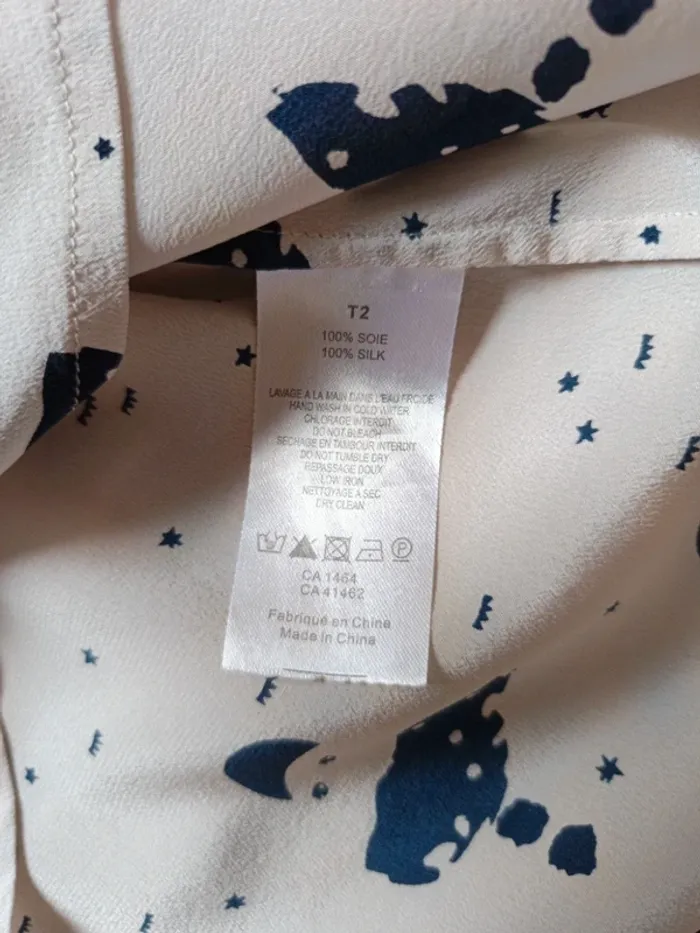 T2
100% SOIE
100% SILK
LAVAGE A LA MAIN DANS L'EAU FROIDE
HAND WASH IN COLD WATER
CHLORAGE INTERDIT
DO NOT BLEACH
SECHAGE EN TAMBOUR INTERDIT
DO NOT TUMBLE DRY
REPASSAGE DOUX
LOW IRON
NETTOYAGE A SEC
DRY CLEAN
P
CA 1464
CA 41462
Fabriqué en China
Made in China